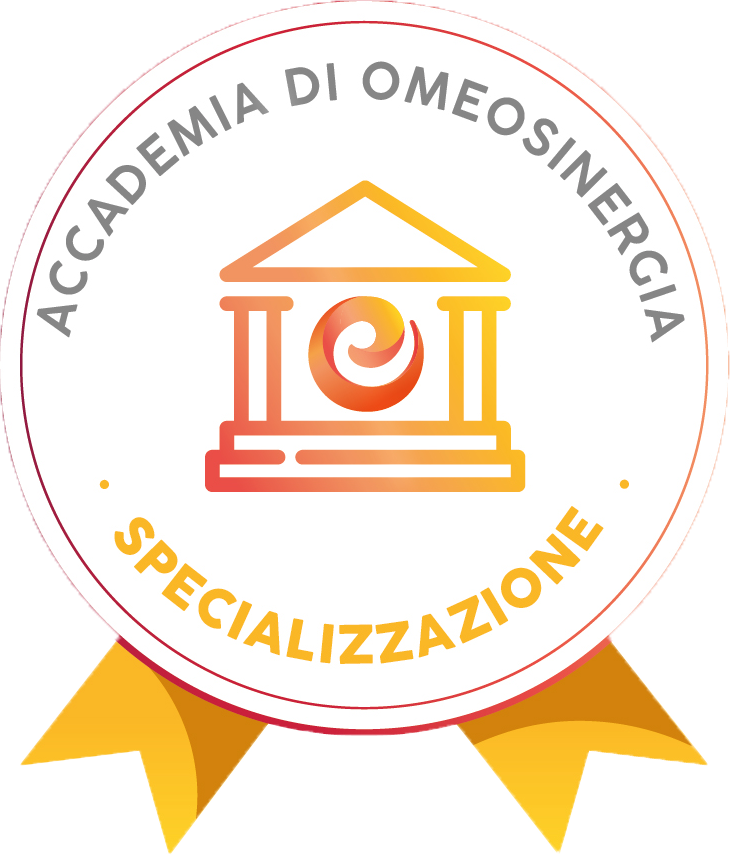 ACCADEMIA DI OMEOSINERGIA
• SPECIALIZZAZIONE •